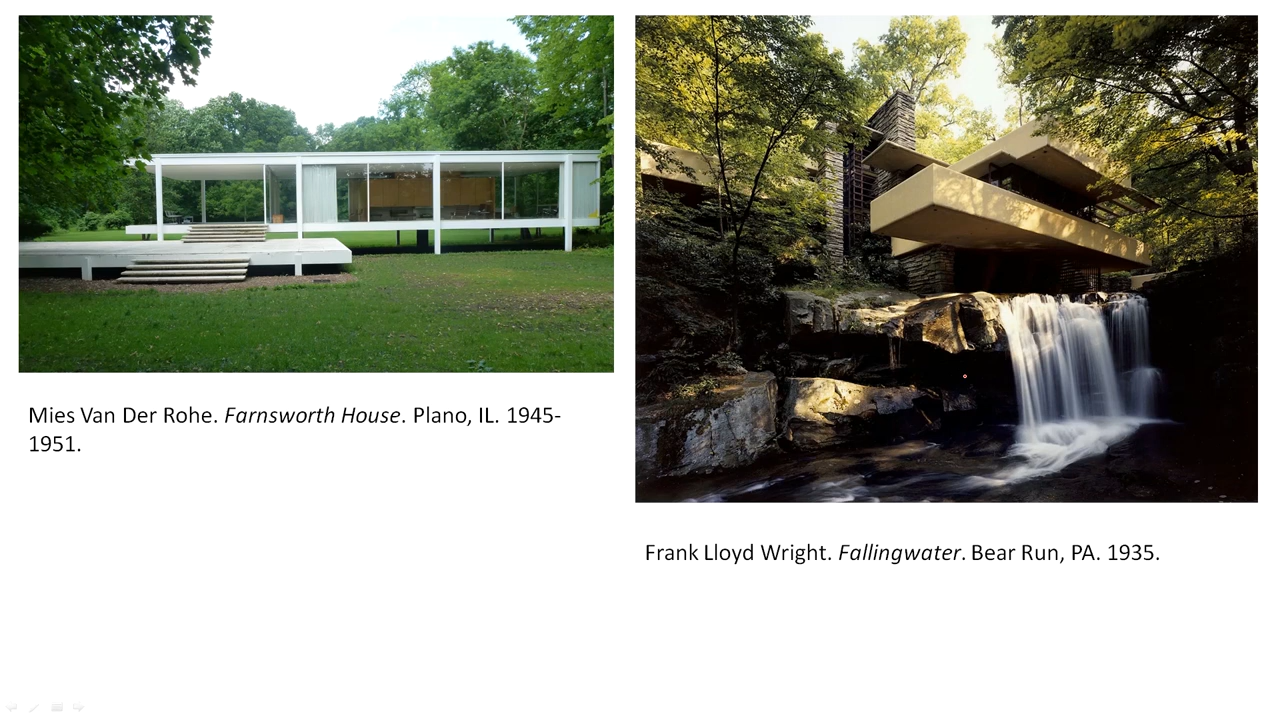 Mies Van Der Rohe. Farnsworth House. Plano, IL. 1945-
1951.
Frank Lloyd Wright. Fallingwater. Bear Run, PA. 1935.